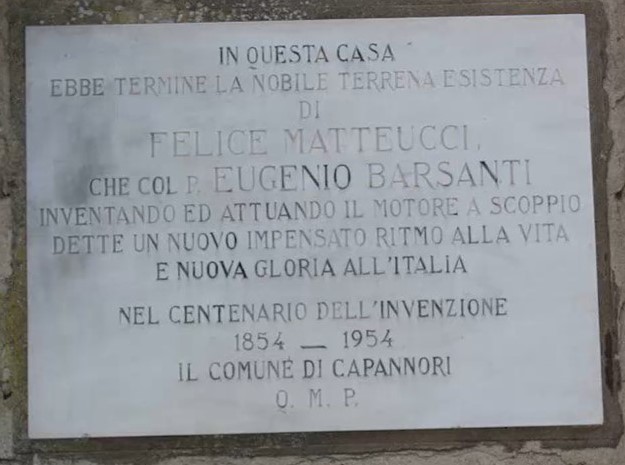 IN QUESTA CASA
EBBE TERMINE LA NOBILE TERRENA ESISTENZA
DI
FELICE MATTEUCCI,
CHE COL P. EUGENIO BARSANTI
INVENTANDO ED ATTUANDO IL MOTORE A SCOPPIO
DETTE UN NUOVO IMPENSATO RITMO ALLA VITA
E NUOVA GLORIA ALL'ITALIA
NEL CENTENARIO DELL'INVENZIONE
1854 — 1954
IL COMUNE DI CAPANNORI
Q. M. P.